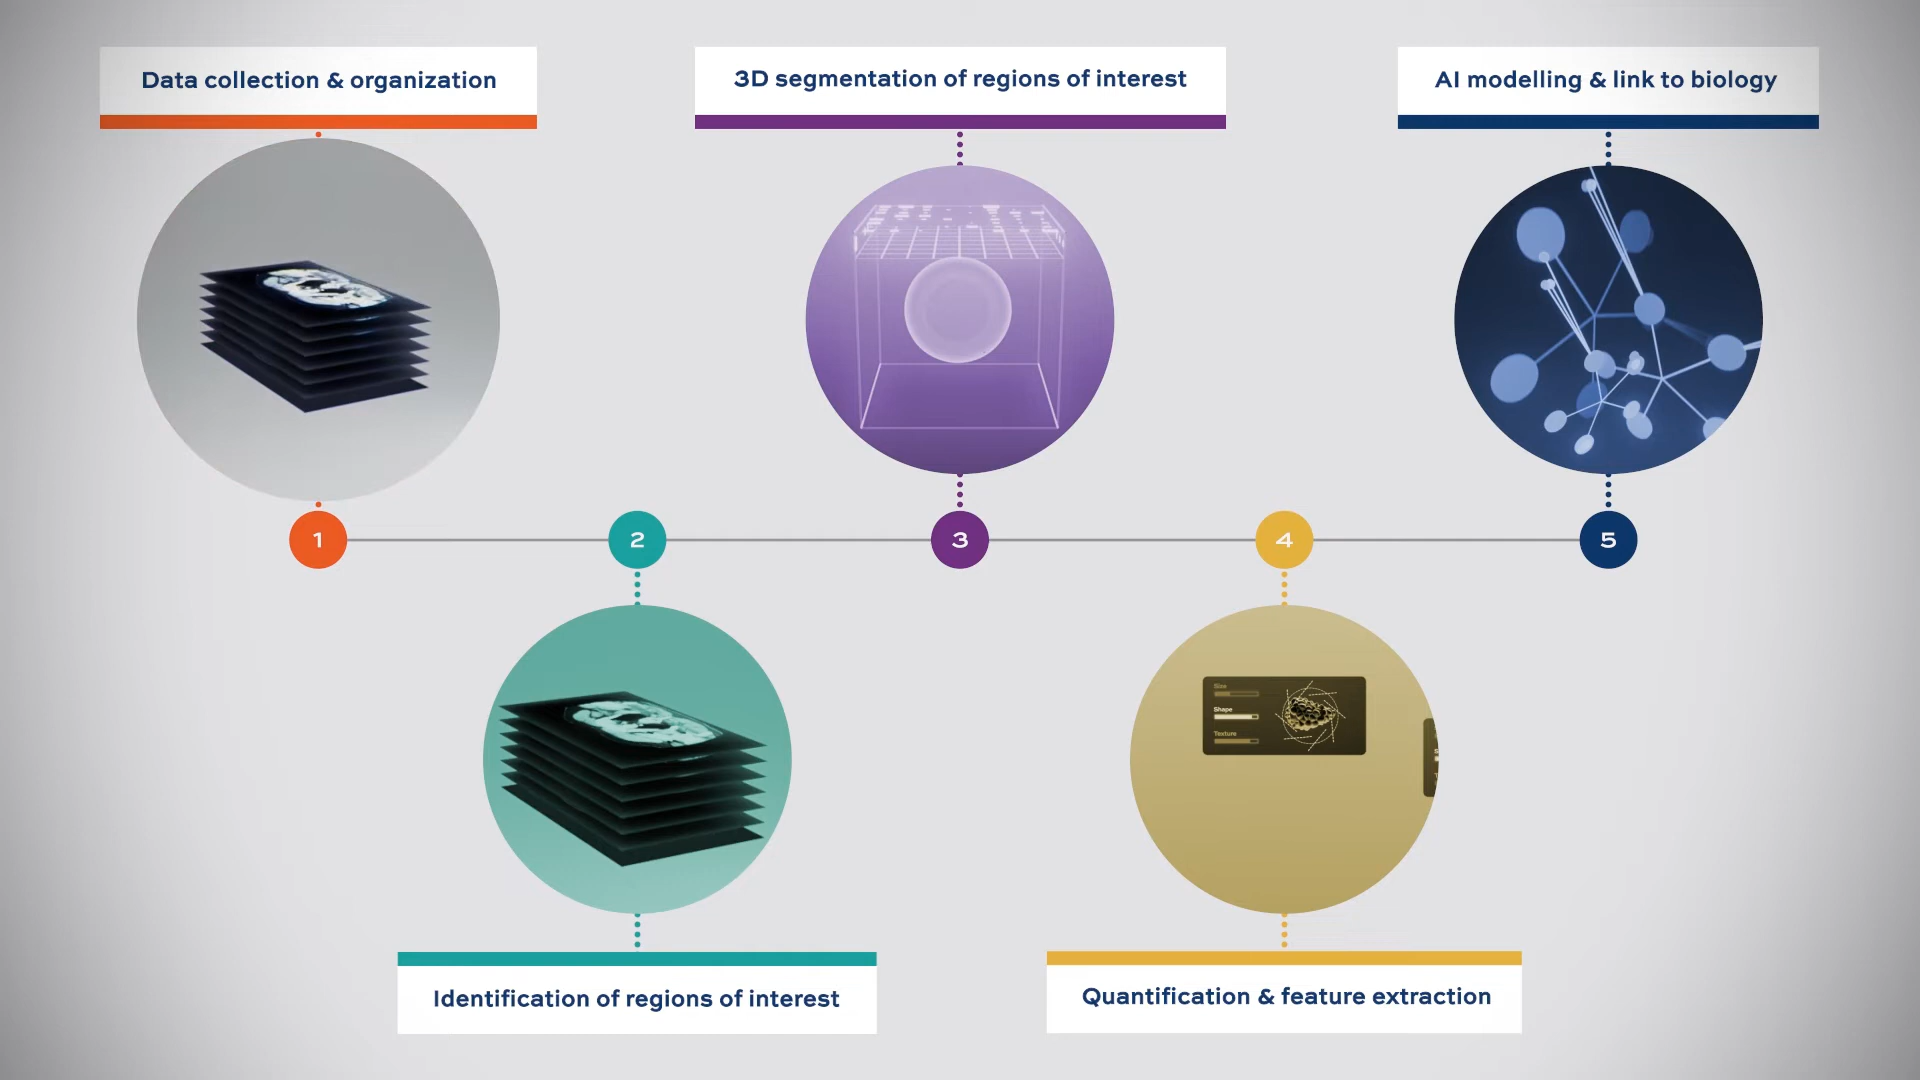 Data collection & organization
3D segmentation of regions of interest
AI modelling & link to biology
1
2
3
4
5
Size
Shape
Texture
Identification of regions of interest
Quantification & feature extraction